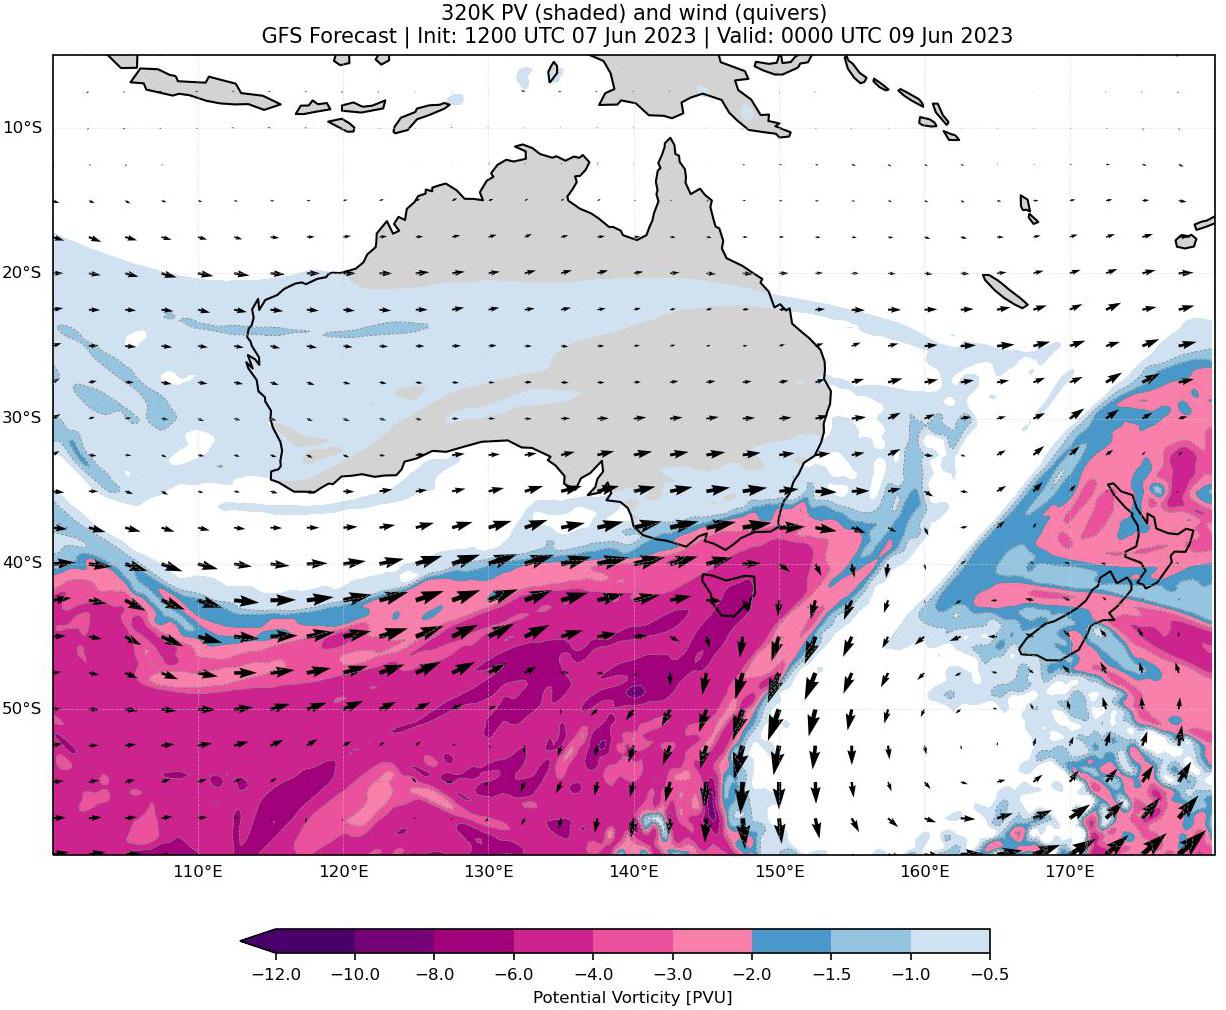 320K PV (shaded) and wind (quivers)
GFS Forecast | Init: 1200 UTC 07 Jun 2023 | Valid: 0000 UTC 09 Jun 2023
10°S
20°S
30°S
40°S
50°S
110°E 120°E 130°E 140°E 150°E 160°E 170°E
−12.0 −10.0 −8.0 −6.0 −4.0 −3.0 −2.0 −1.5 −1.0 −0.5
Potential Vorticity [PVU]